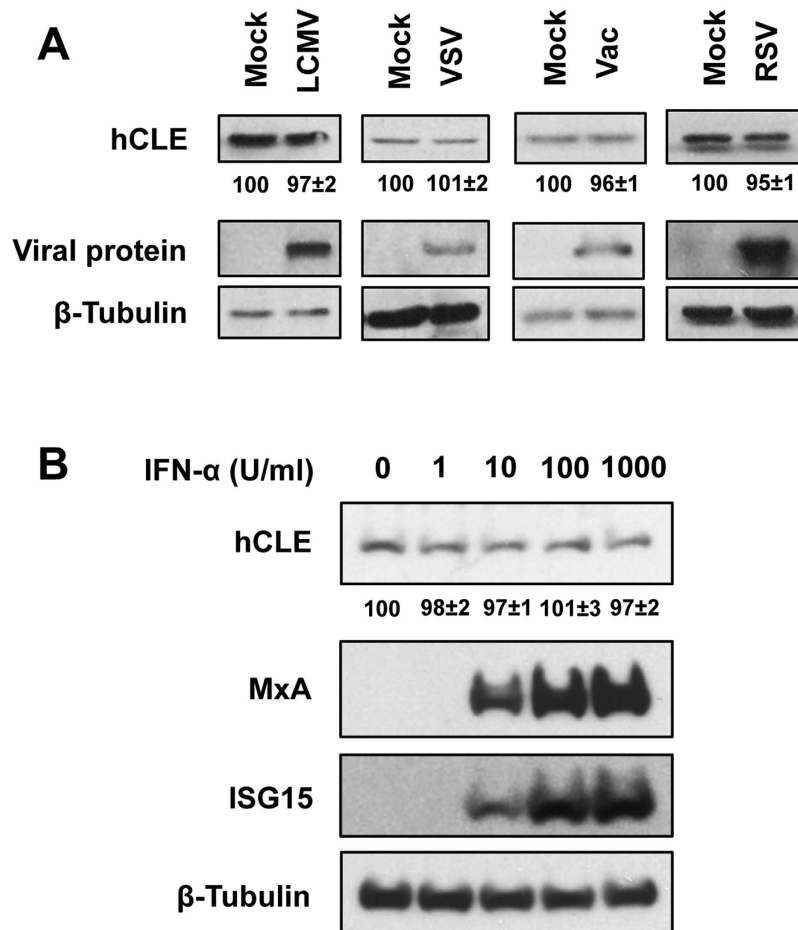 A
Mock LCMV Mock VSV Mock Vac Mock RSV
hCLE
100 97±2 100 101±2 100 96±1 100 95±1
Viral protein
β-Tubulin
B
IFN-α (U/ml) 0 1 10 100 1000
hCLE
100 98±2 97±1 101±3 97±2
MxA
ISG15
β-Tubulin